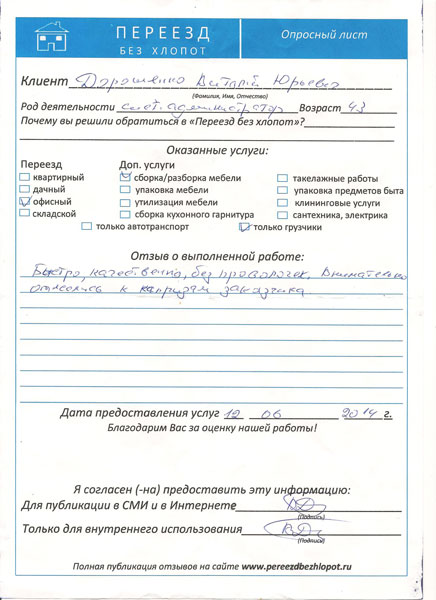 ПЕРЕЕЗД
БЕЗ ХЛОПОТ
Опросный лист
Клиент Дорошенко Виталий Юрьевич
(Фамилия, Имя, Отчество)
Род деятельности сист. администратор Возраст 43
Почему вы решили обратиться в «Переезд без хлопот»?
Оказанные услуги:
Переезд Доп. услуги
квартирный сборка/разборка мебели такелажные работы
дачный упаковка мебели упаковка предметов быта
офисный утилизация мебели клининговые услуги
складской сборка кухонного гарнитура сантехника, электрика
только автотранспорт только грузчики
Отзыв о выполненной работе:
Быстро, качественно, без проволочек. Внимательно
отнеслись к капризам заказчика
Дата предоставления услуг 12 06 2014 г.
Благодарим Вас за оценку нашей работы!
Я согласен (-на) предоставить эту информацию:
Для публикации в СМИ и в Интернете
(Подпись)
Только для внутреннего использования
(Подпись)
Полная публикация отзывов на сайте www.pereezdbezhlopot.ru